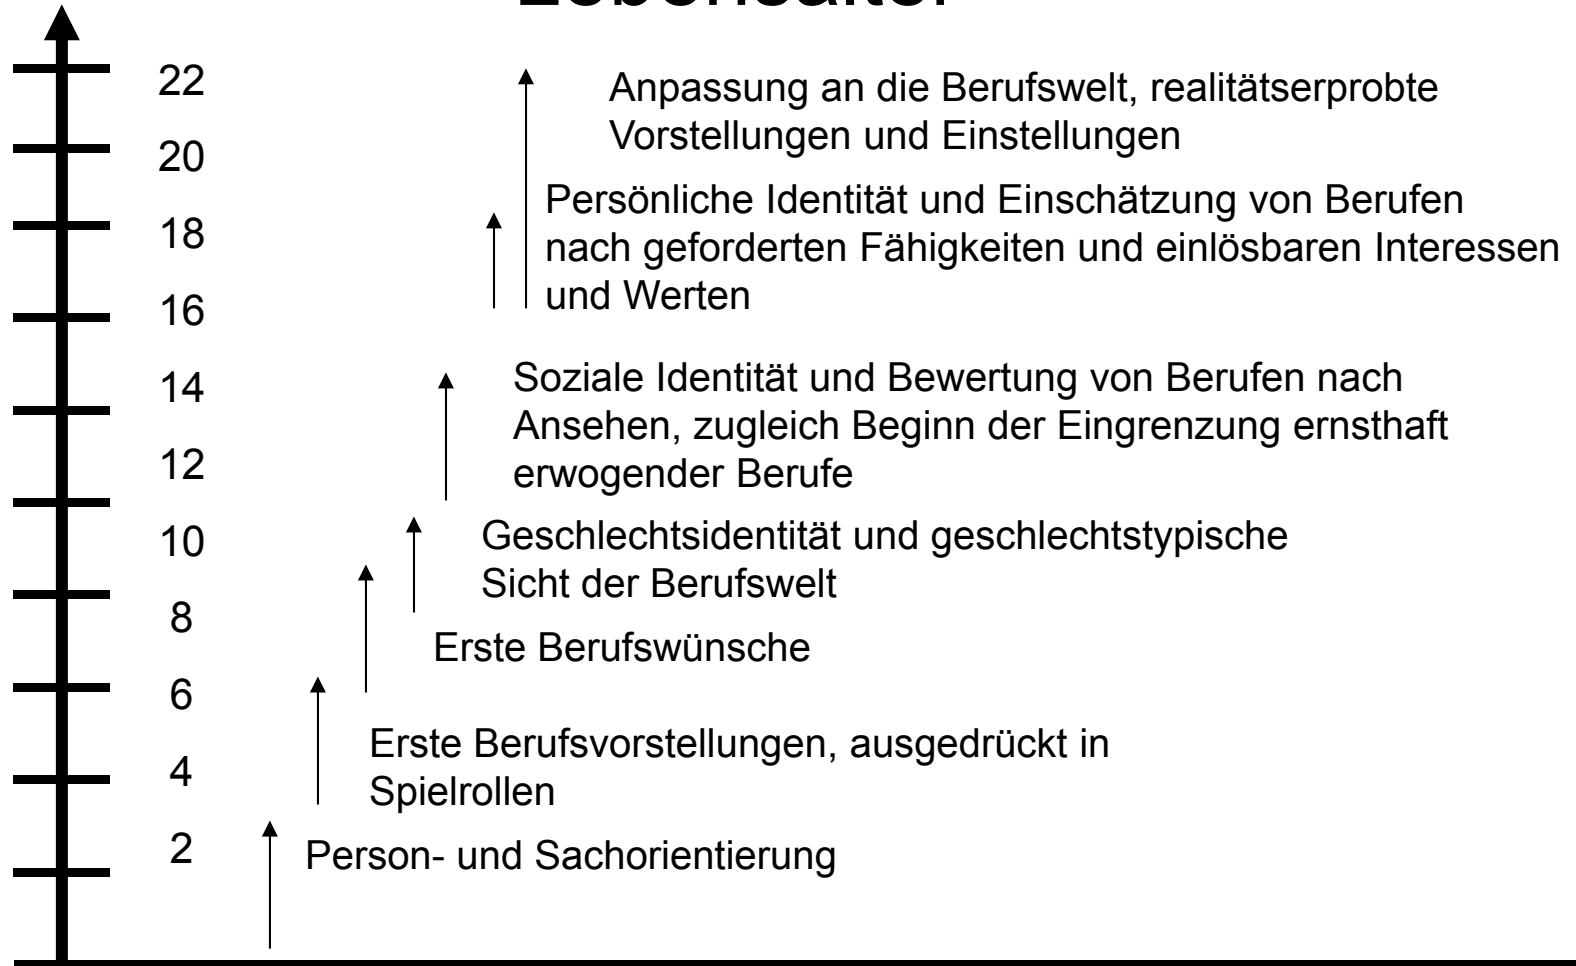 22
Anpassung an die Berufswelt, realitätserprobte
Vorstellungen und Einstellungen
20
Persönliche Identität und Einschätzung von Berufen
nach geforderten Fähigkeiten und einlösbaren Interessen
und Werten
18
16
Soziale Identität und Bewertung von Berufen nach
Ansehen, zugleich Beginn der Eingrenzung ernsthaft
erwogender Berufe
14
12
10
Geschlechtsidentität und geschlechtstypische
Sicht der Berufswelt
8
Erste Berufswünsche
6
Erste Berufsvorstellungen, ausgedrückt in
Spielrollen
4
2
Person- und Sachorientierung